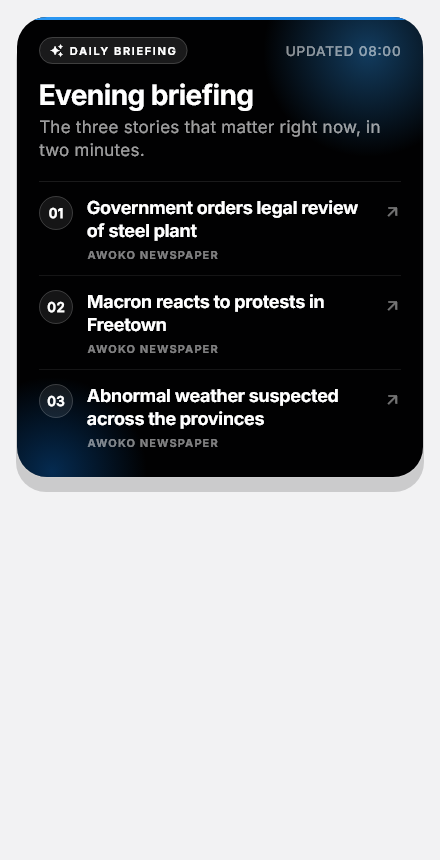 DAILY BRIEFING
UPDATED 08:00
Evening briefing
The three stories that matter right now, in
two minutes.
01
Government orders legal review
of steel plant
AWOKO NEWSPAPER
02
Macron reacts to protests in
Freetown
AWOKO NEWSPAPER
03
Abnormal weather suspected
across the provinces
AWOKO NEWSPAPER